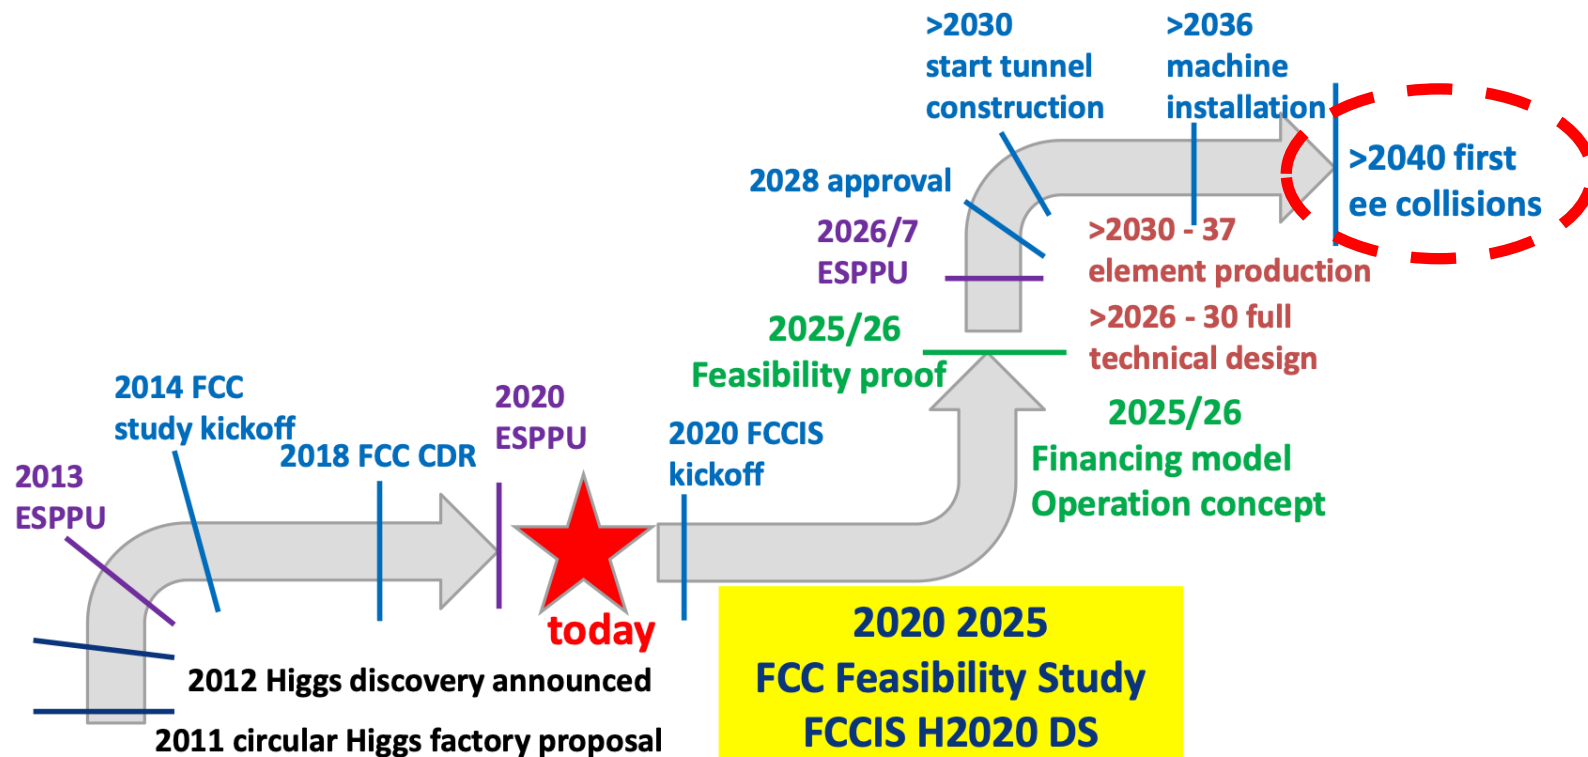 >2030
start tunnel
construction
>2036
machine
installation
>2040 first
ee collisions
2028 approval
2026/7
ESPPU
>2030 - 37
element production
>2026 - 30 full
technical design
2025/26
Feasibility proof
2025/26
Financing model
Operation concept
2014 FCC
study kickoff
2018 FCC CDR
2020
ESPPU
2020 FCCIS
kickoff
2013
ESPPU
today
2012 Higgs discovery announced
2011 circular Higgs factory proposal
2020 2025
FCC Feasibility Study
FCCIS H2020 DS